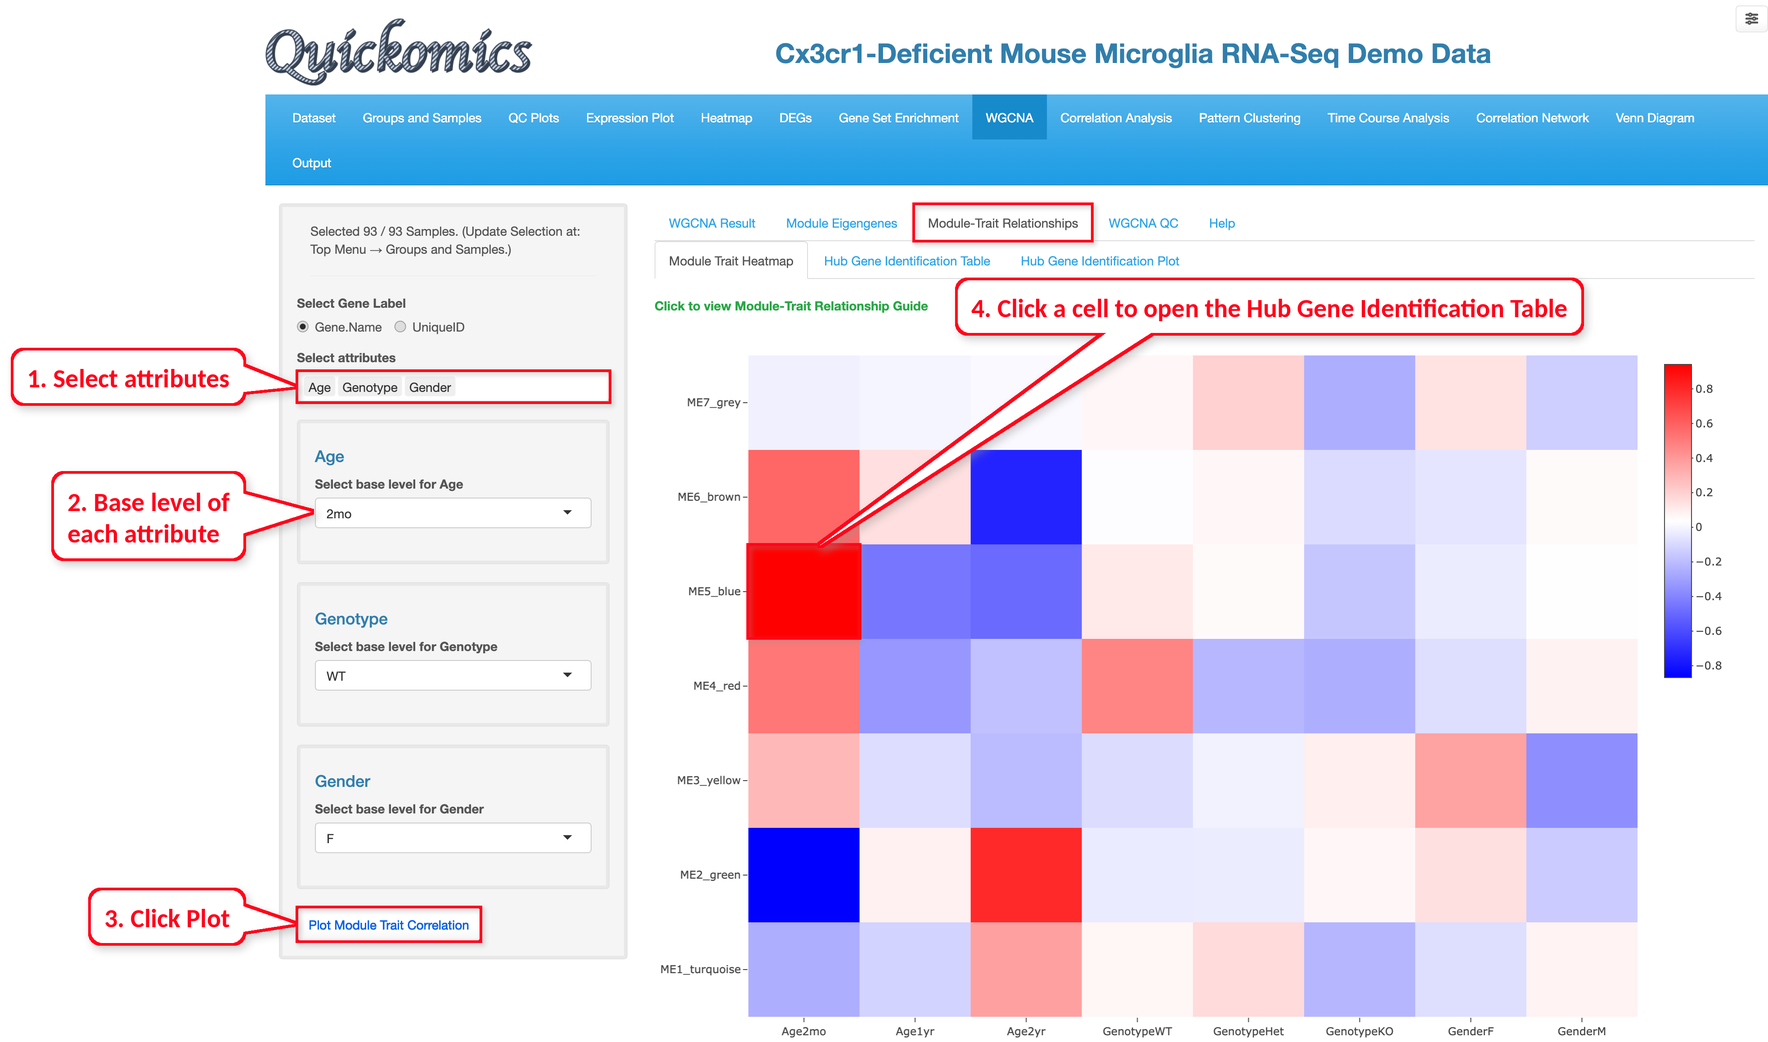 Quickomics
Cx3cr1-Deficient Mouse Microglia RNA-Seq Demo Data
Dataset Groups and Samples QC Plots Expression Plot Heatmap DEGs Gene Set Enrichment WGCNA Correlation Analysis Pattern Clustering Time Course Analysis Correlation Network Venn Diagram
Output
Selected 93 / 93 Samples. (Update Selection at:
Top Menu → Groups and Samples.)
Select Gene Label
Gene.Name UniqueID
Select attributes
Age Genotype Gender
Age
Select base level for Age
2mo
Genotype
Select base level for Genotype
WT
Gender
Select base level for Gender
F
Plot Module Trait Correlation
1. Select attributes
2. Base level of
each attribute
3. Click Plot
WGCNA Result Module Eigengenes Module-Trait Relationships WGCNA QC Help
Module Trait Heatmap Hub Gene Identification Table Hub Gene Identification Plot
Click to view Module-Trait Relationship Guide
4. Click a cell to open the Hub Gene Identification Table
ME7_grey
ME6_brown
ME5_blue
ME4_red
ME3_yellow
ME2_green
ME1_turquoise
Age2mo Age1yr Age2yr GenotypeWT GenotypeHet GenotypeKO GenderF GenderM
0.8
0.6
0.4
0.2
0
−0.2
−0.4
−0.6
−0.8